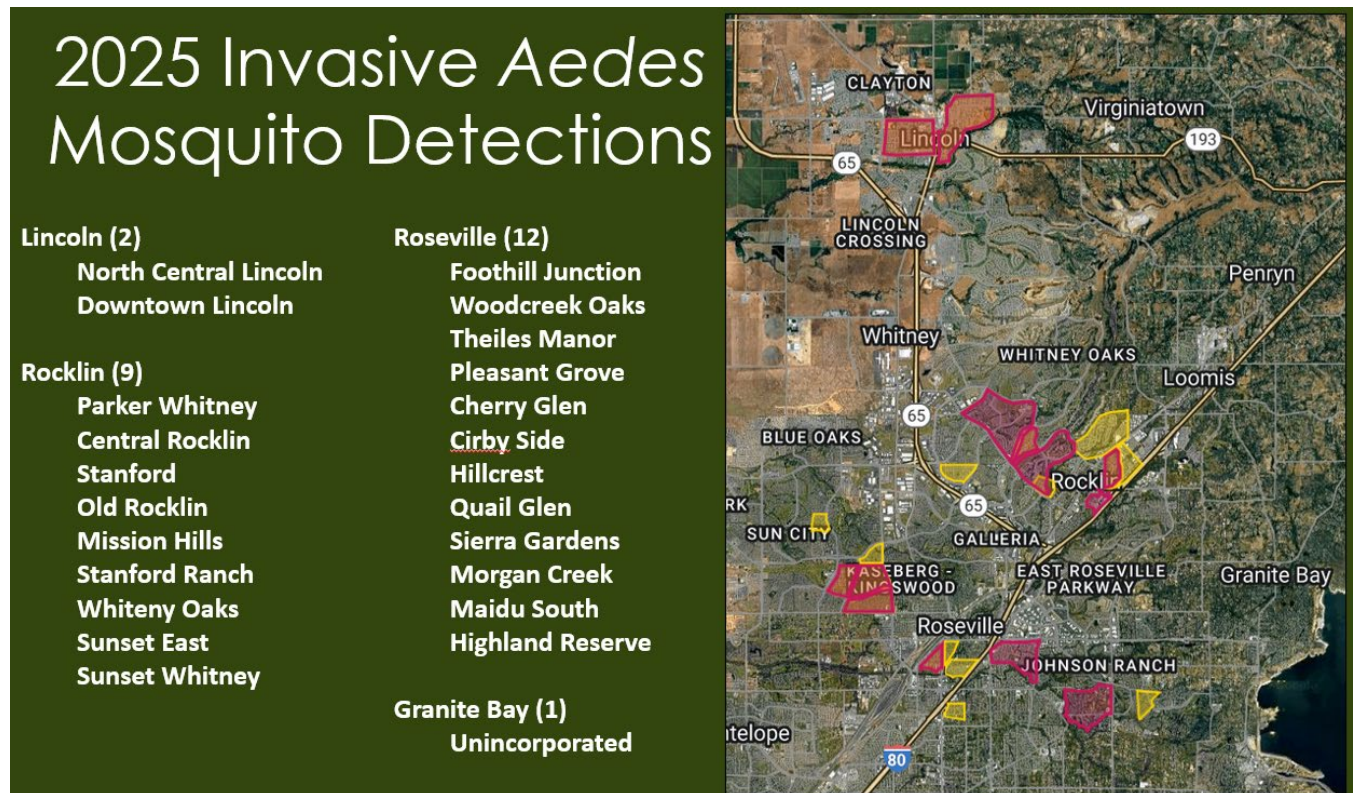 2025 Invasive Aedes
Mosquito Detections
Lincoln (2)
North Central Lincoln
Downtown Lincoln
Rocklin (9)
Parker Whitney
Central Rocklin
Stanford
Old Rocklin
Mission Hills
Stanford Ranch
Whiteny Oaks
Sunset East
Sunset Whitney
Roseville (12)
Foothill Junction
Woodcreek Oaks
Theiles Manor
Pleasant Grove
Cherry Glen
Cirby Side
Hillcrest
Quail Glen
Sierra Gardens
Morgan Creek
Maidu South
Highland Reserve
Granite Bay (1)
Unincorporated
CLAYTON
Virginiatown
Lincoln
193
65
LINCOLN
CROSSING
Penryn
Whitney
WHITNEY OAKS
Loomis
65
BLUE OAKS
Rocklin
65
RK
SUN CITY
GALLERIA
KASEBERG -
KINGSWOOD
EAST ROSEVILLE
PARKWAY
Granite Bay
Roseville
JOHNSON RANCH
telope
80